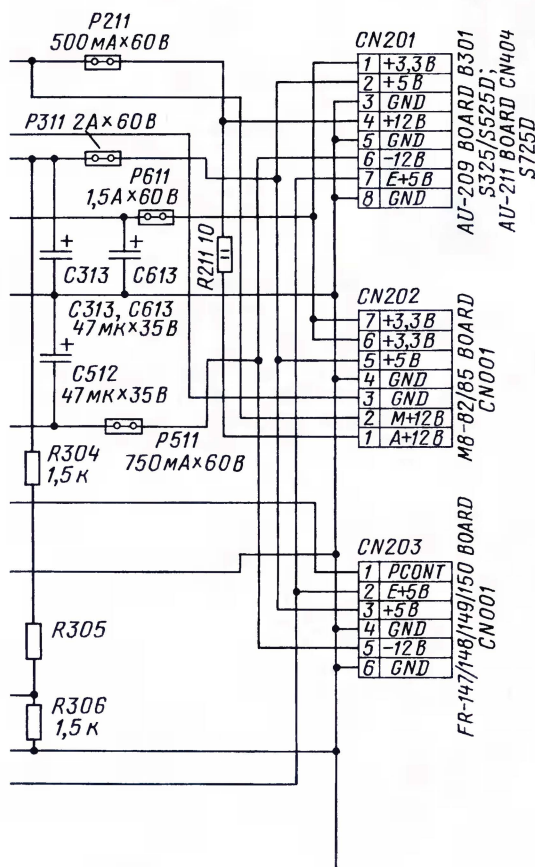 P211
500мА×60В
P311 2А×60В
P611
1,5А×60В
C313
C613
R211 10
C313, C613
47мк×35В
C512
47мк×35В
P511
750мА×60В
R304
1,5к
R305
R306
1,5к
CN201
1 +3,3В
2 +5В
3 GND
4 +12В
5 GND
6 -12В
7 E+5В
8 GND
AU-209 BOARD B301
S325/S525D;
AU-211 BOARD CN404
S725D
CN202
7 +3,3В
6 +3,3В
5 +5В
4 GND
3 GND
2 M+12В
1 A+12В
MB-82/85 BOARD
CN001
CN203
1 PCONT
2 E+5В
3 +5В
4 GND
5 -12В
6 GND
FR-147/148/149/150 BOARD
CN001